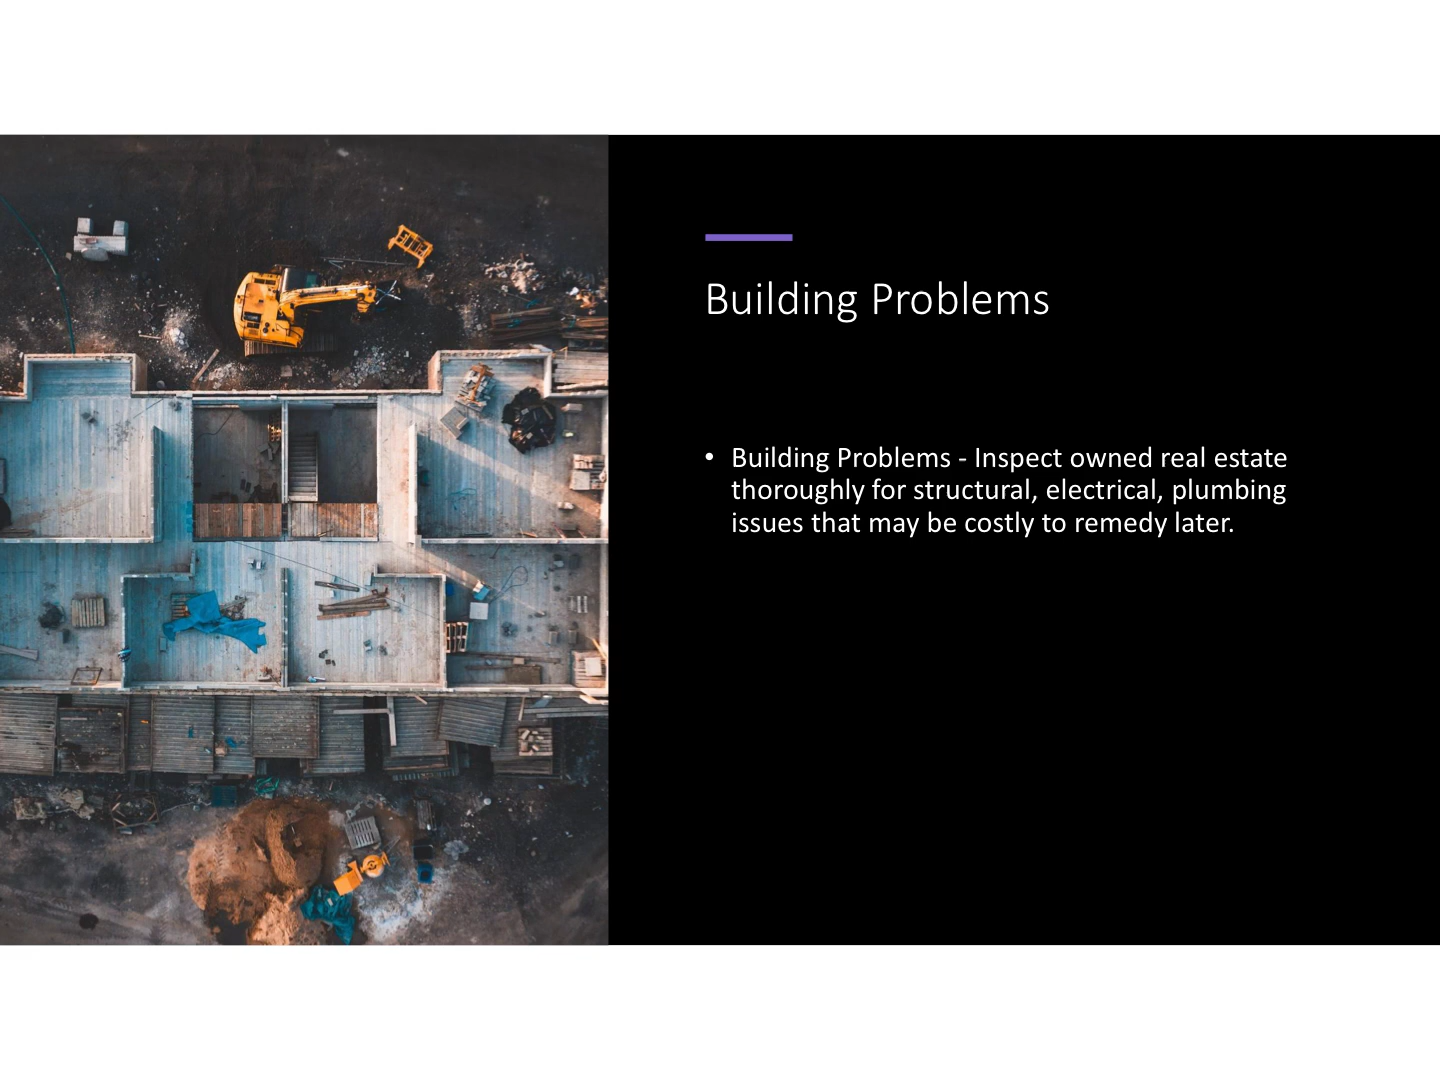 Building Problems
• Building Problems - Inspect owned real estate
thoroughly for structural, electrical, plumbing
issues that may be costly to remedy later.